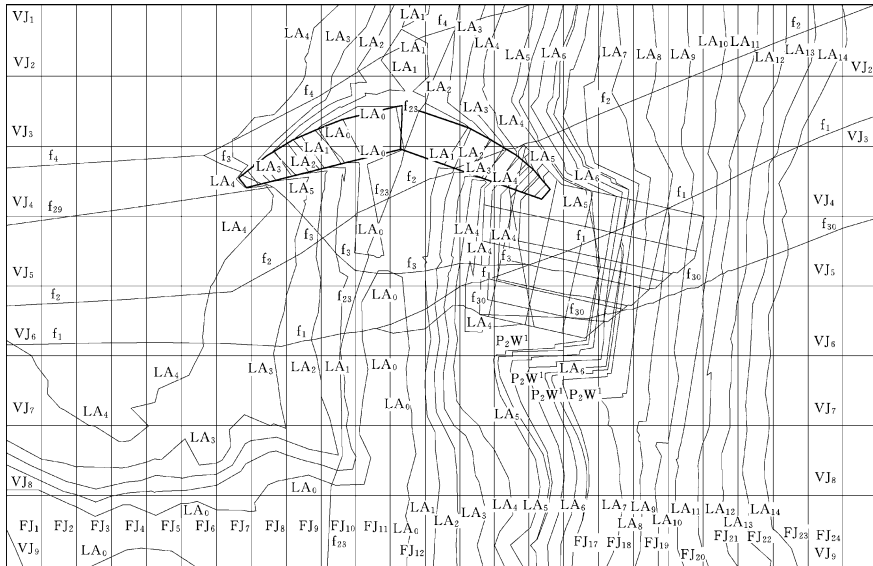 VJ₁ LA₄ LA₃ LA₂ LA₁ f₄ LA₃ LA₄ LA₅ LA₆ LA₇ LA₈ LA₉ LA₁₀ LA₁₁ LA₁₂ LA₁₃ LA₁₄ f₂
LA₁
VJ₂ LA₁ VJ₂
f₄ LA₂ f₂
LA₀ f₂₃ LA₃
VJ₃ LA₀ LA₄ f₁ VJ₃
LA₁ LA₀
f₄ f₃ LA₂ LA₁ LA₂ LA₅
LA₃ LA₃
LA₄ LA₅ f₂ LA₄ LA₆
VJ₄ f₂₃ LA₅ f₁ VJ₄
f₂₉
LA₄ f₃ LA₀ LA₄ LA₄ f₁ f₃₀
f₂ f₃ LA₄ f₃
VJ₅ f₃ f₁ f₃₀ VJ₅
f₂ f₂₃ LA₀ f₃₀ f₃₀
VJ₆ f₁ f₁ LA₄ VJ₆
P₂W¹
LA₄ LA₃ LA₂ LA₁ LA₀ LA₆
P₂W¹
P₂W¹ P₂W¹
VJ₇ LA₄ LA₀ LA₅ VJ₇
LA₃
VJ₈ LA₀ VJ₈
LA₀ LA₁ LA₂ LA₃ LA₄ LA₅ LA₆ LA₇ LA₈ LA₉ LA₁₀ LA₁₁ LA₁₂ LA₁₃ LA₁₄
FJ₁ FJ₂ FJ₃ FJ₄ FJ₅ FJ₆ FJ₇ FJ₈ FJ₉ FJ₁₀ FJ₁₁ LA₀ FJ₂₁ FJ₂₂ FJ₂₃ FJ₂₄
VJ₉ LA₀ f₂₃ FJ₁₂ FJ₁₇ FJ₁₈ FJ₁₉ FJ₂₀ VJ₉